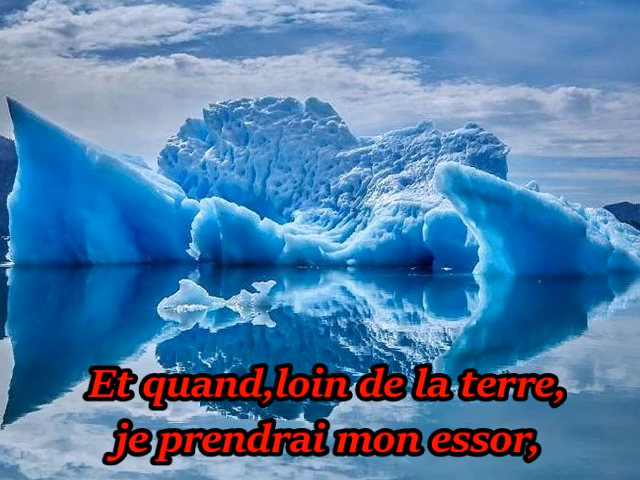 Et quand,loin de la terre,
je prendrai mon essor,